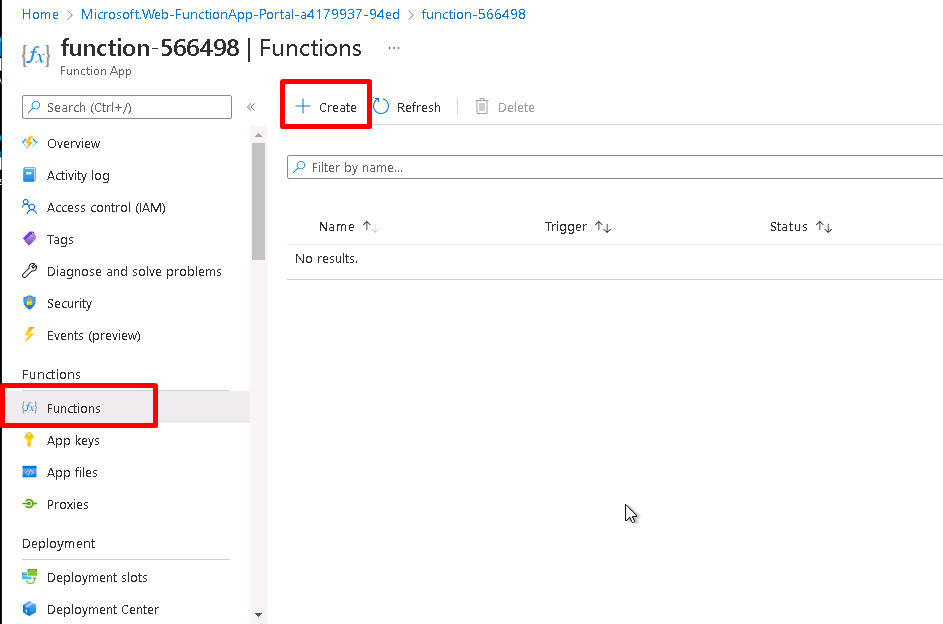 Home > Microsoft.Web-FunctionApp-Portal-a4179937-94ed > function-566498
function-566498 | Functions ...
Function App
Search (Ctrl+/)
«
Create
Refresh
Delete
Overview
Activity log
Access control (IAM)
Tags
Diagnose and solve problems
Security
Events (preview)
Functions
Functions
App keys
App files
Proxies
Deployment
Deployment slots
Deployment Center
Filter by name...
Name Trigger Status
No results.